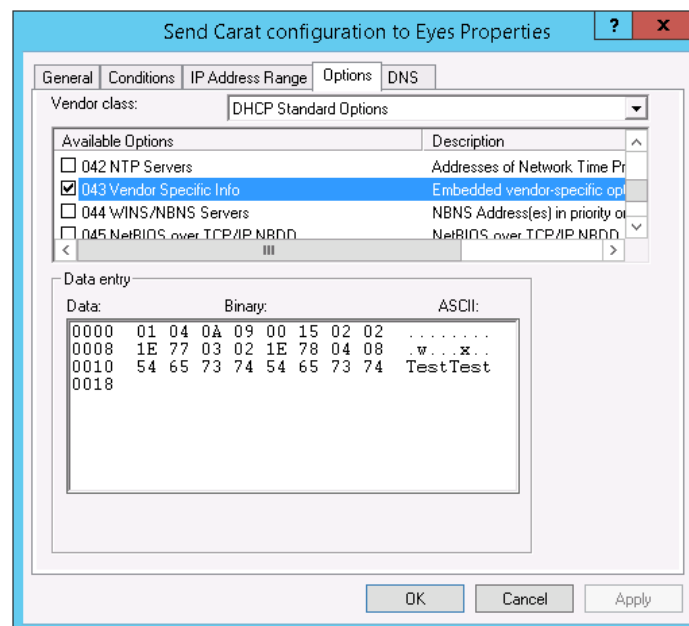 Send Carat configuration to Eyes Properties ? x
General Conditions IP Address Range Options DNS
Vendor class: DHCP Standard Options
Available Options Description
042 NTP Servers Addresses of Network Time Pr
043 Vendor Specific Info Embedded vendor-specific opt
044 WINS/NBNS Servers NBNS Address(es) in priority or
045 NetBIOS over TCP/IP NBDD NetBIOS over TCP/IP NBDD
Data entry
Data: Binary: ASCII:
0000 01 04 0A 09 00 15 02 02 ........
0008 1E 77 03 02 1E 78 04 08 .w...x..
0010 54 65 73 74 54 65 73 74 TestTest
0018
OK Cancel Apply